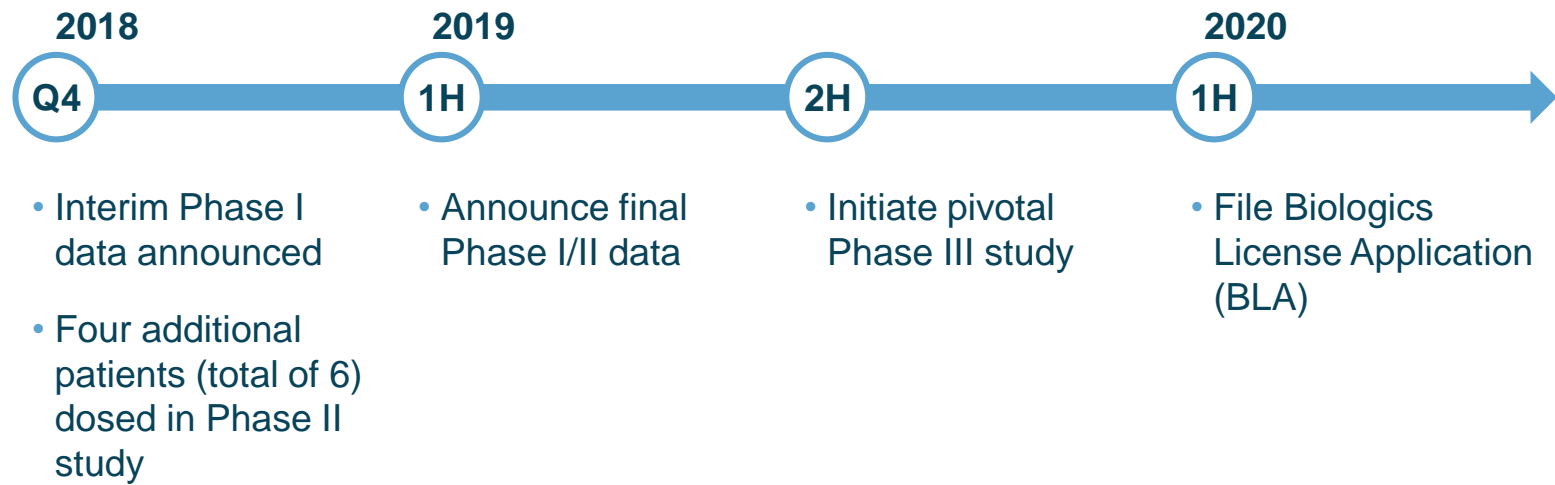 2018
2019
2020
Q4
1H
2H
1H
• Interim Phase I
data announced
• Four additional
patients (total of 6)
dosed in Phase II
study
• Announce final
Phase I/II data
• Initiate pivotal
Phase III study
• File Biologics
License Application
(BLA)